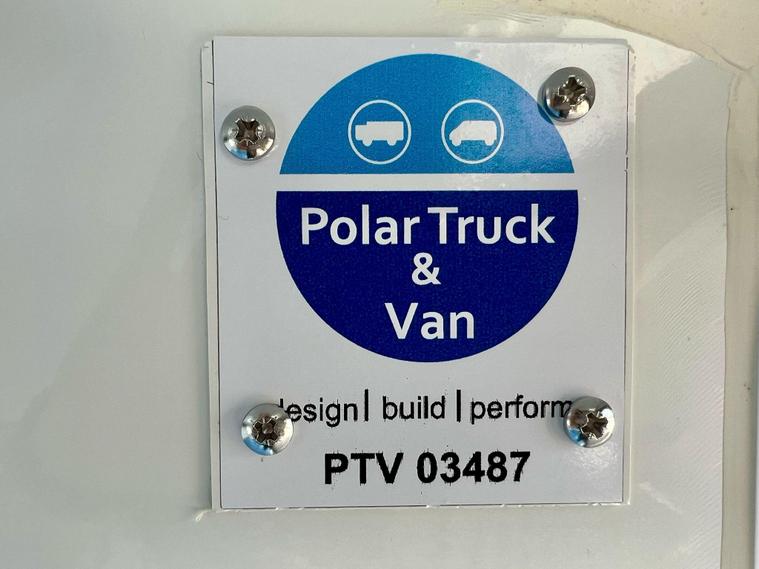 Polar Truck
&
Van
design| build | perform
PTV 03487